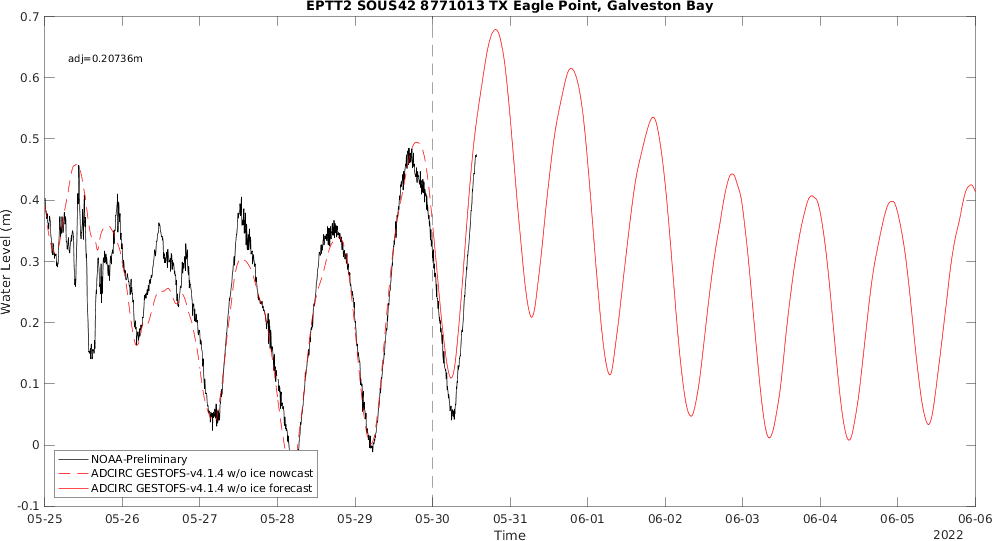 EPTT2 SOUS42 8771013 TX Eagle Point, Galveston Bay
adj=0.20736m
0.7
0.6
0.5
0.4
0.3
0.2
0.1
0
-0.1
Water Level (m)
NOAA-Preliminary
ADCIRC GESTOFS-v4.1.4 w/o ice nowcast
ADCIRC GESTOFS-v4.1.4 w/o ice forecast
05-25 05-26 05-27 05-28 05-29 05-30 05-31 06-01 06-02 06-03 06-04 06-05 06-06
Time
2022